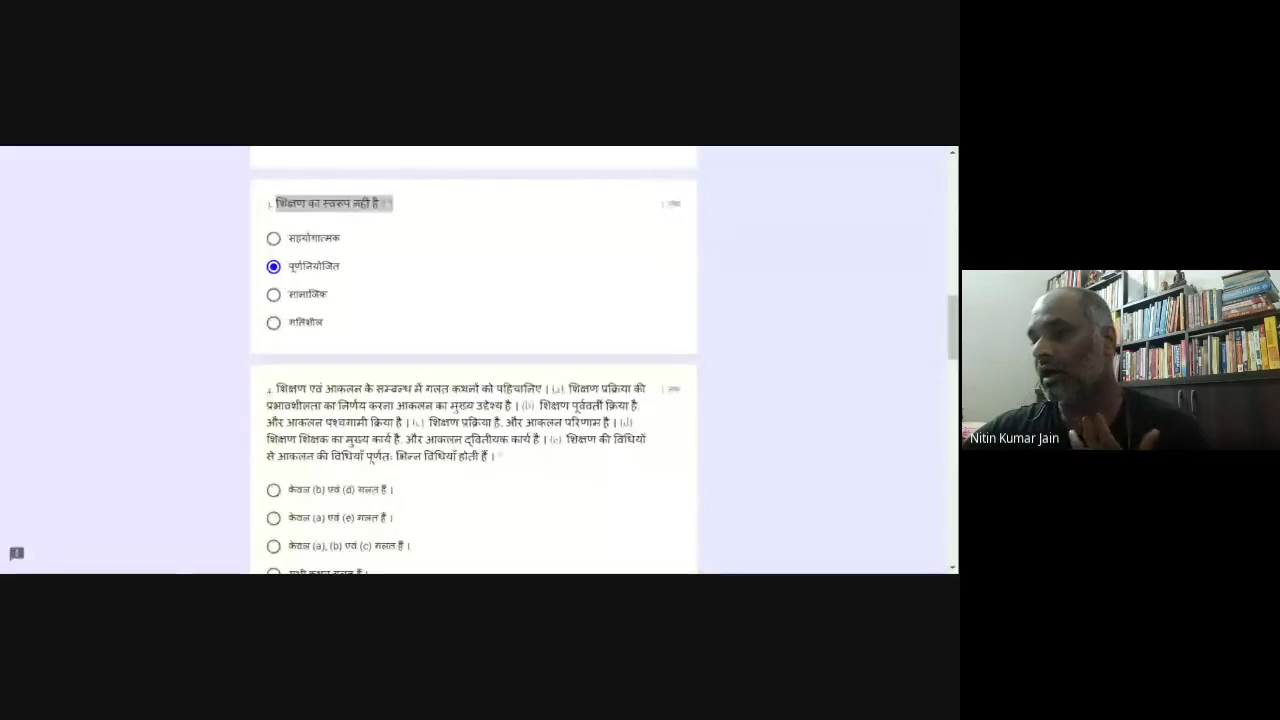 शिक्षण का स्वरूप नहीं है
सहयोगात्मक
पूर्णनियोजित
सामाजिक
गतिशील
4. शिक्षण एवं आकलन के सम्बन्ध में गलत कथनों को पहिचानिए । (a) शिक्षण प्रक्रिया की
प्रभावशीलता का निर्णय करना आकलन का मुख्य उद्देश्य है । (b) शिक्षण पूर्ववर्ती क्रिया है,
और आकलन पश्चगामी क्रिया है । (c) शिक्षण प्रक्रिया है, और आकलन परिणाम है । (d)
शिक्षण शिक्षक का मुख्य कार्य है, और आकलन द्वितीयक कार्य है । (e) शिक्षण की विधियों
से आकलन की विधियाँ पूर्णतः भिन्न विधियाँ होती हैं ।
केवल (b) एवं (d) गलत हैं ।
केवल (a) एवं (e) गलत हैं ।
केवल (a), (b) एवं (c) गलत हैं ।
Nitin Kumar Jain